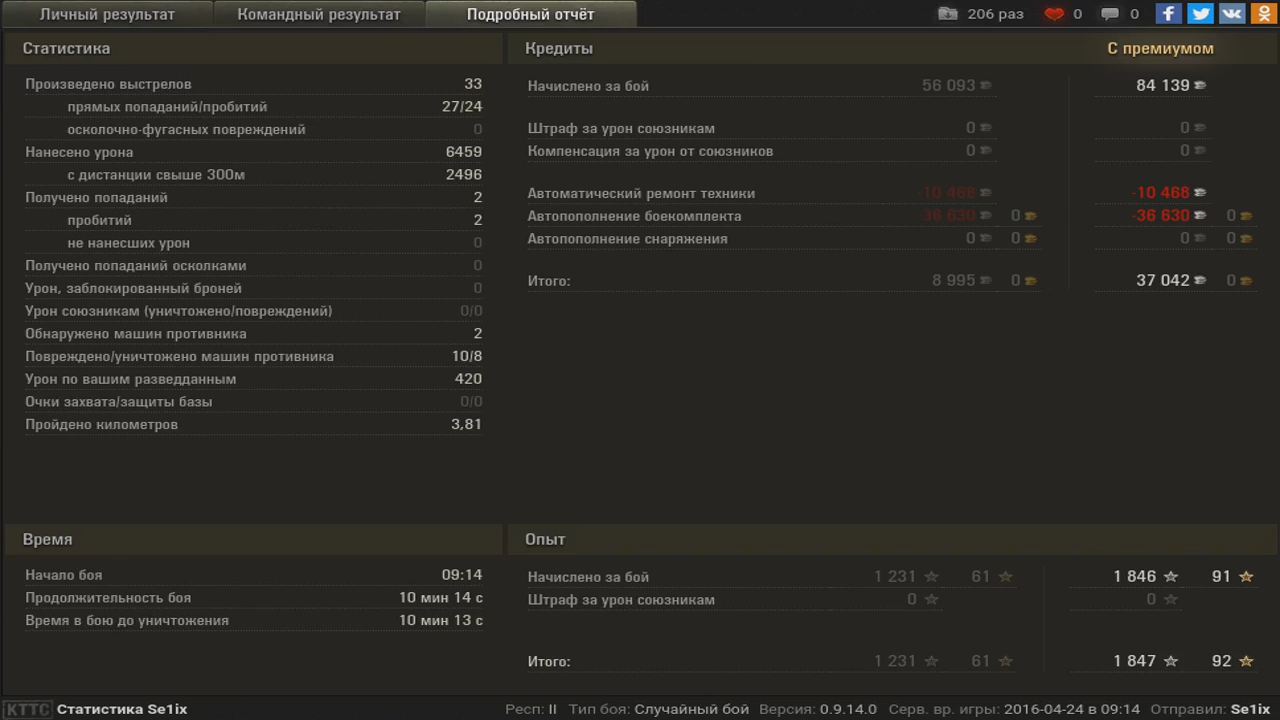 Личный результат Командный результат Подробный отчёт 206 раз 0 0
Статистика
Произведено выстрелов 33
прямых попаданий/пробитий 27/24
осколочно-фугасных повреждений 0
Нанесено урона 6459
с дистанции свыше 300м 2496
Получено попаданий 2
пробитий 2
не нанесших урон 0
Получено попаданий осколками 0
Урон, заблокированный броней 0
Урон союзникам (уничтожено/повреждений) 0/0
Обнаружено машин противника 2
Повреждено/уничтожено машин противника 10/8
Урон по вашим разведданным 420
Очки захвата/защиты базы 0/0
Пройдено километров 3,81
Кредиты С премиумом
Начислено за бой 56 093 84 139
Штраф за урон союзникам 0 0
Компенсация за урон от союзников 0 0
Автоматический ремонт техники -10 468 -10 468
Автопополнение боекомплекта -36 630 0 -36 630 0
Автопополнение снаряжения 0 0 0 0
Итого: 8 995 0 37 042 0
Время
Начало боя 09:14
Продолжительность боя 10 мин 14 с
Время в бою до уничтожения 10 мин 13 с
Опыт
Начислено за бой 1 231 61 1 846 91
Штраф за урон союзникам 0 0
Итого: 1 231 61 1 847 92
КТТС Статистика Se1ix Респ: II Тип боя: Случайный бой Версия: 0.9.14.0 Серв. вр. игры: 2016-04-24 в 09:14 Отправил: Se1ix